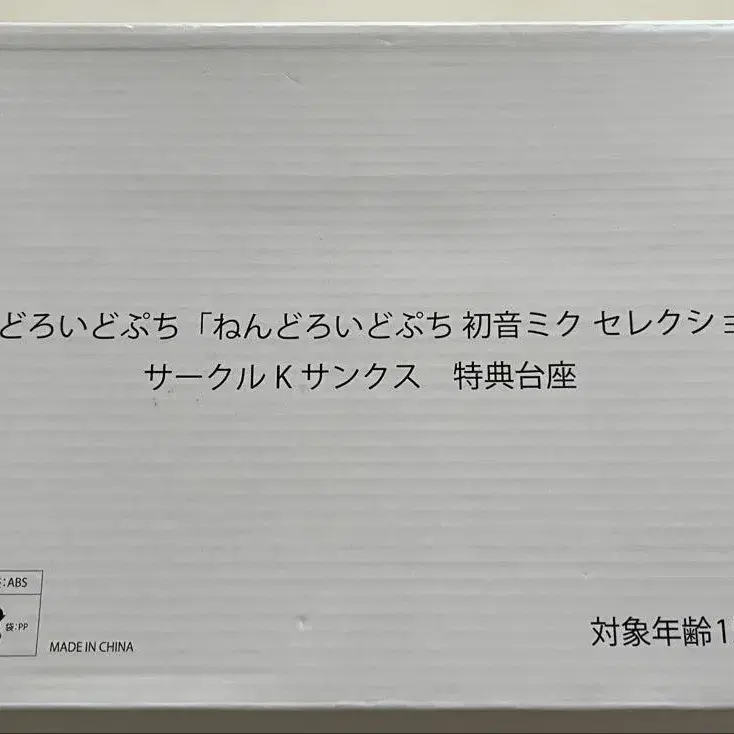 どろいどぷち「ねんどろいどぷち 初音ミク セレクショ
サークルKサンクス 特典台座
:ABS
袋:PP
MADE IN CHINA
対象年齢1